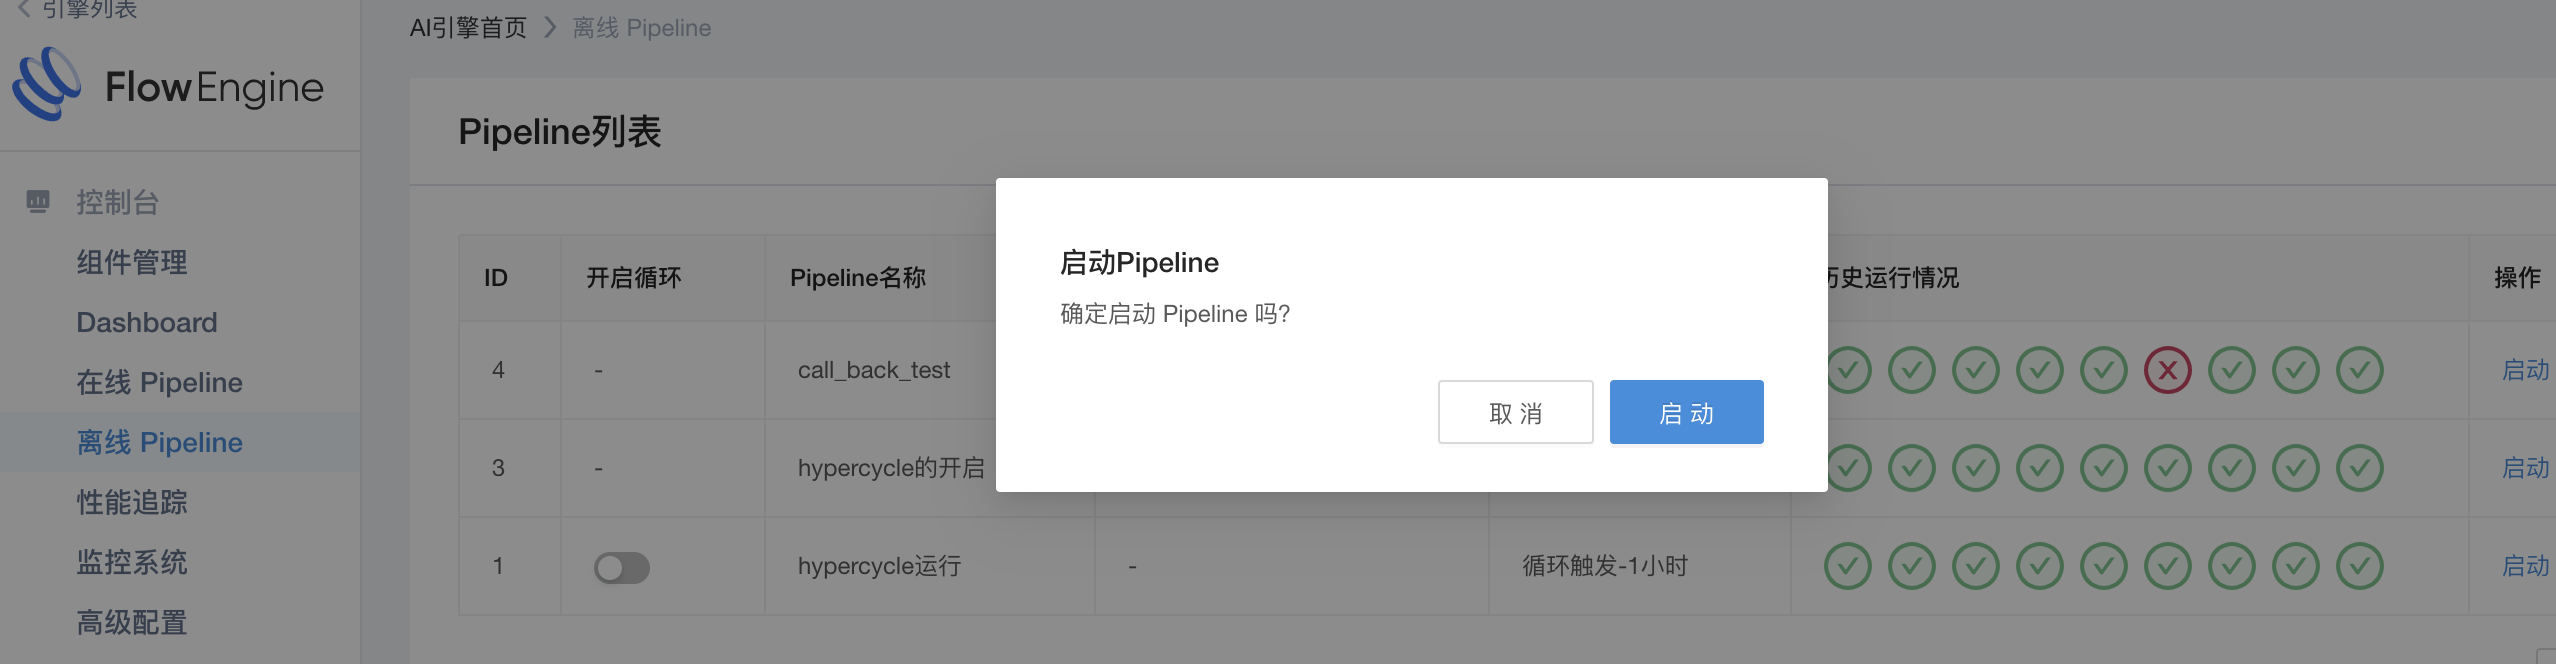 引擎列表
FlowEngine
控制台
组件管理
Dashboard
在线 Pipeline
离线 Pipeline
性能追踪
监控系统
高级配置
AI引擎首页 > 离线 Pipeline
Pipeline列表
ID 开启循环 Pipeline名称 历史运行情况 操作
4 - call_back_test 启动
3 - hypercycle的开启 启动
1 hypercycle运行 - 循环触发-1小时 启动
启动Pipeline
确定启动 Pipeline 吗?
取 消 启 动